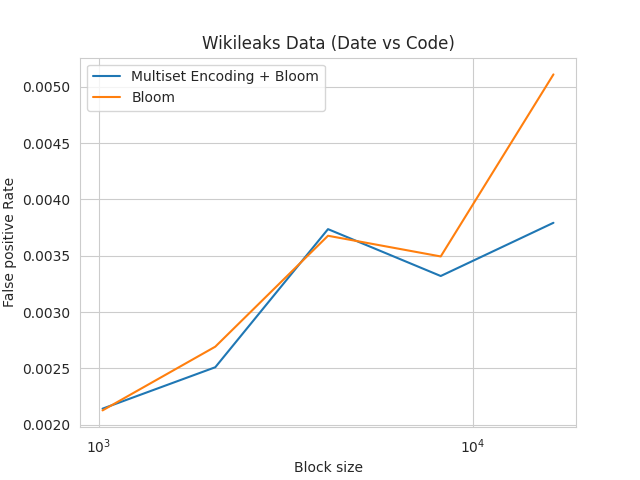 Wikileaks Data (Date vs Code)
Multiset Encoding + Bloom
Bloom
0.0050
0.0045
0.0040
0.0035
0.0030
0.0025
0.0020
False positive Rate
10³
10⁴
Block size